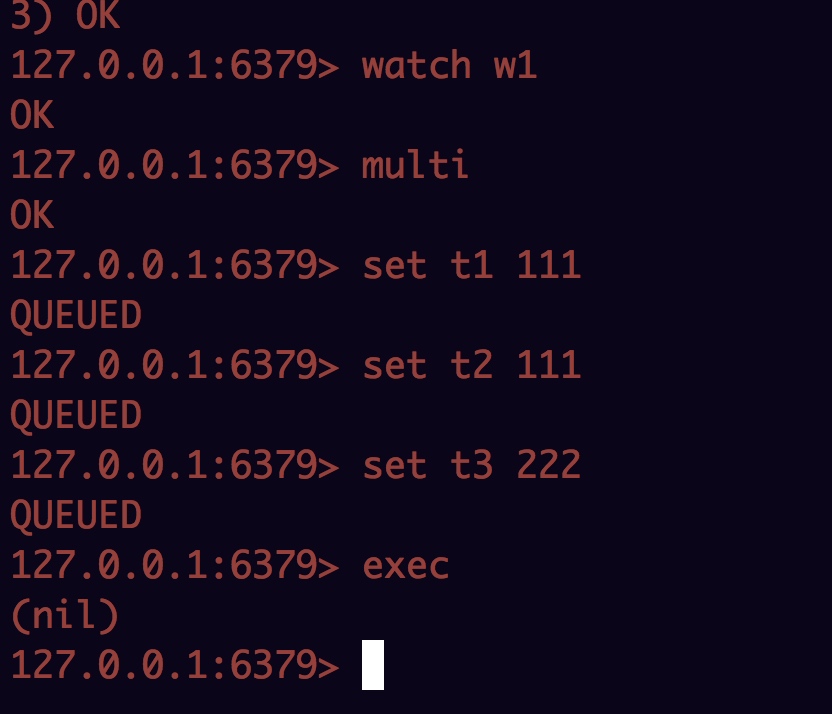 3) OK
127.0.0.1:6379> watch w1
OK
127.0.0.1:6379> multi
OK
127.0.0.1:6379> set t1 111
QUEUED
127.0.0.1:6379> set t2 111
QUEUED
127.0.0.1:6379> set t3 222
QUEUED
127.0.0.1:6379> exec
(nil)
127.0.0.1:6379>